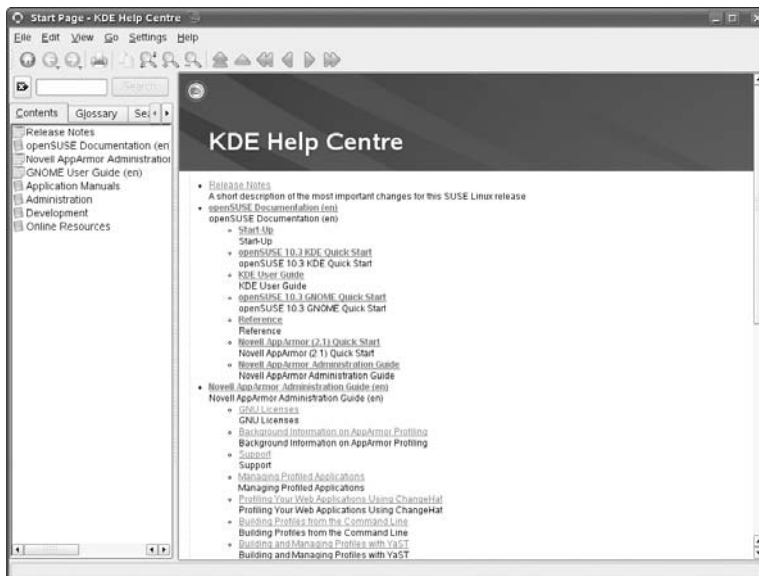 Start Page - KDE Help Centre
File Edit View Go Settings Help
Search
Contents Glossary Sea
Release Notes
openSUSE Documentation (en
Novell AppArmor Administration
GNOME User Guide (en)
Application Manuals
Administration
Development
Online Resources
KDE Help Centre
Release Notes
A short description of the most important changes for this SUSE Linux release
openSUSE Documentation (en)
openSUSE Documentation (en)
Start-Up
Start-Up
openSUSE 10.3 KDE Quick Start
openSUSE 10.3 KDE Quick Start
KDE User Guide
KDE User Guide
openSUSE 10.3 GNOME Quick Start
openSUSE 10.3 GNOME Quick Start
Reference
Reference
Novell AppArmor (2.1) Quick Start
Novell AppArmor (2.1) Quick Start
Novell AppArmor Administration Guide
Novell AppArmor Administration Guide
Novell AppArmor Administration Guide (en)
Novell AppArmor Administration Guide (en)
GNU Licenses
GNU Licenses
Background Information on AppArmor Profiling
Background Information on AppArmor Profiling
Support
Support
Managing Profiled Applications
Managing Profiled Applications
Profiling Your Web Applications Using ChangeHat
Profiling Your Web Applications Using ChangeHat
Building Profiles from the Command Line
Building Profiles from the Command Line
Building and Managing Profiles with YaST
Building and Managing Profiles with YaST